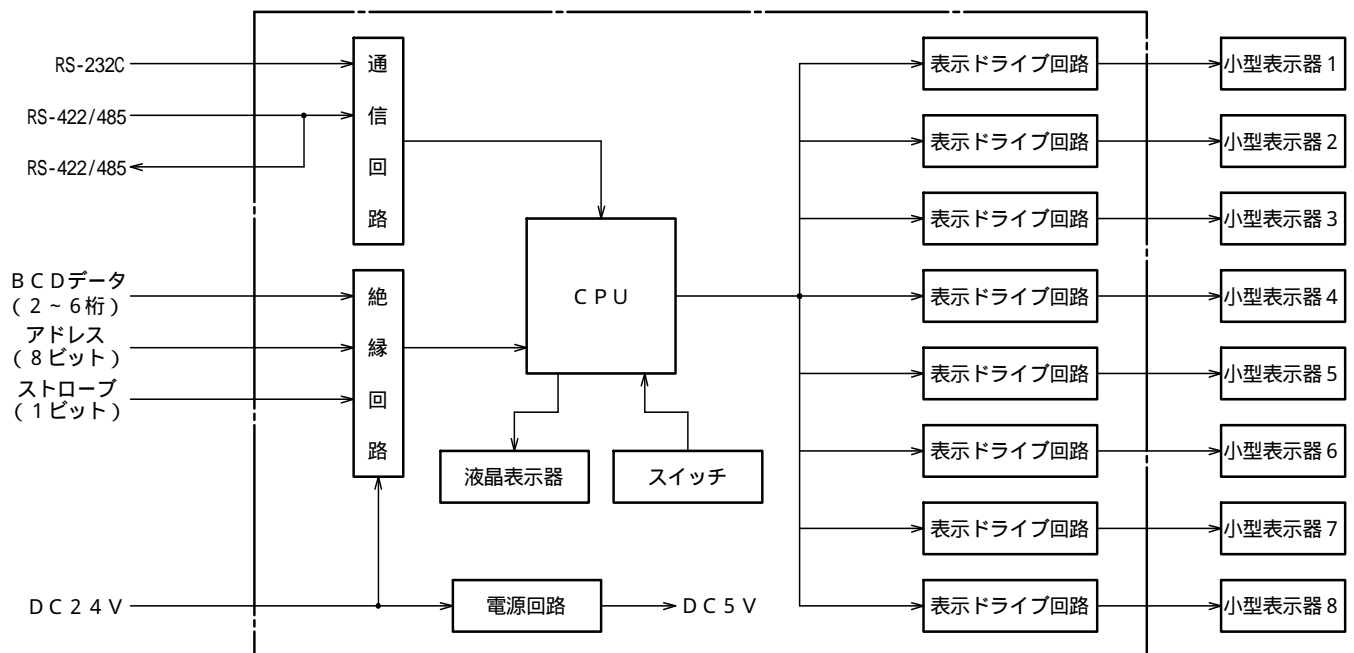 RS-232C
RS-422/485
RS-422/485
BCDデータ
(2~6桁)
アドレス
(8ビット)
ストローブ
(1ビット)
DC24V
通信回路
絶縁回路
CPU
液晶表示器
スイッチ
電源回路
DC5V
表示ドライブ回路
小型表示器1
表示ドライブ回路
小型表示器2
表示ドライブ回路
小型表示器3
表示ドライブ回路
小型表示器4
表示ドライブ回路
小型表示器5
表示ドライブ回路
小型表示器6
表示ドライブ回路
小型表示器7
表示ドライブ回路
小型表示器8